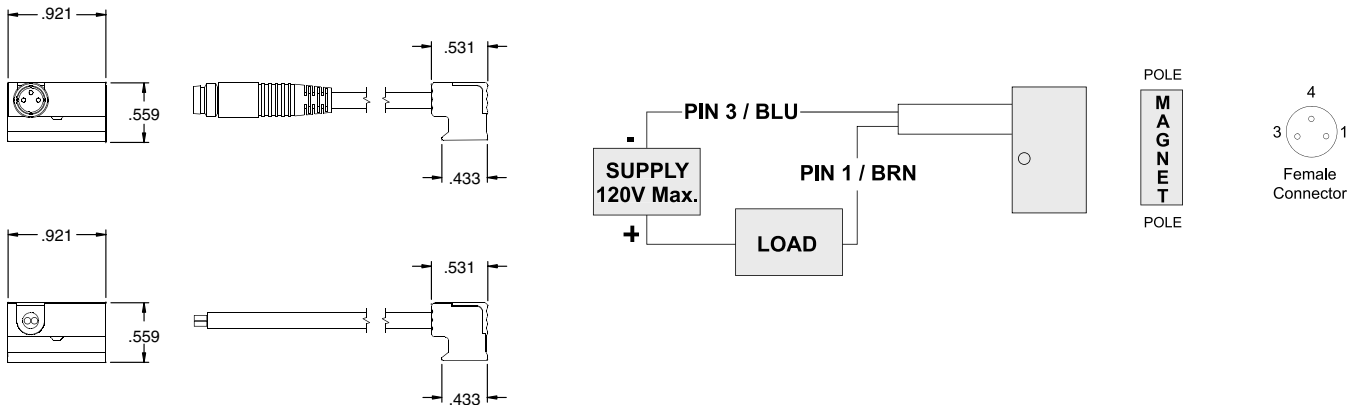 .921
.559
.531
.433
.921
.559
.531
.433
PIN 3 / BLU
-
SUPPLY
120V Max.
+
PIN 1 / BRN
LOAD
POLE
MAGNET
POLE
4
3
1
Female
Connector